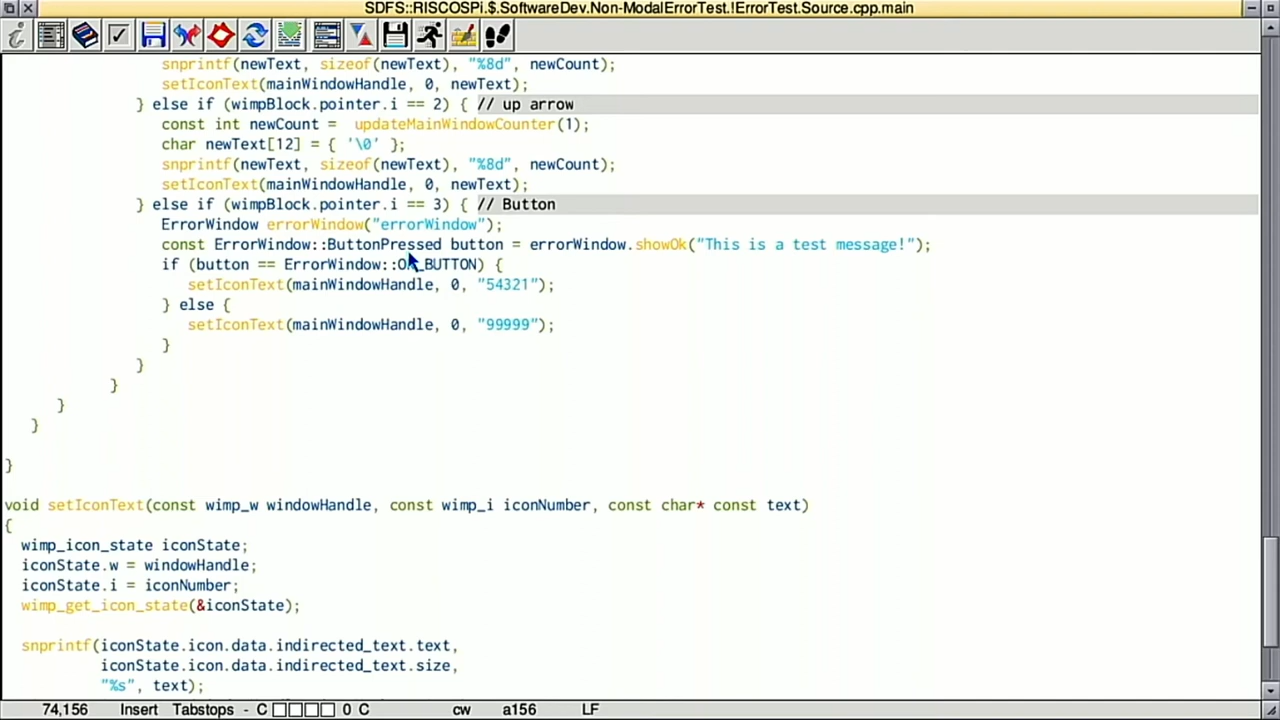 SDFS::RISCOSPi.$.SoftwareDev.Non-ModalErrorTest.!ErrorTest.Source.cpp.main
snprintf(newText, sizeof(newText), "%8d", newCount);
setIconText(mainWindowHandle, 0, newText);
} else if (wimpBlock.pointer.i == 2) { // up arrow
const int newCount =  updateMainWindowCounter(1);
char newText[12] = { '\0' };
snprintf(newText, sizeof(newText), "%8d", newCount);
setIconText(mainWindowHandle, 0, newText);
} else if (wimpBlock.pointer.i == 3) { // Button
ErrorWindow errorWindow("errorWindow");
const ErrorWindow::ButtonPressed button = errorWindow.showOk("This is a test message!");
if (button == ErrorWindow::OK_BUTTON) {
setIconText(mainWindowHandle, 0, "54321");
} else {
setIconText(mainWindowHandle, 0, "99999");
}
}
}
}
}
}
void setIconText(const wimp_w windowHandle, const wimp_i iconNumber, const char* const text)
{
wimp_icon_state iconState;
iconState.w = windowHandle;
iconState.i = iconNumber;
wimp_get_icon_state(&iconState);
snprintf(iconState.icon.data.indirected_text.text,
iconState.icon.data.indirected_text.size,
"%s", text);
74,156 Insert Tabstops - C 0 C cw a156 LF